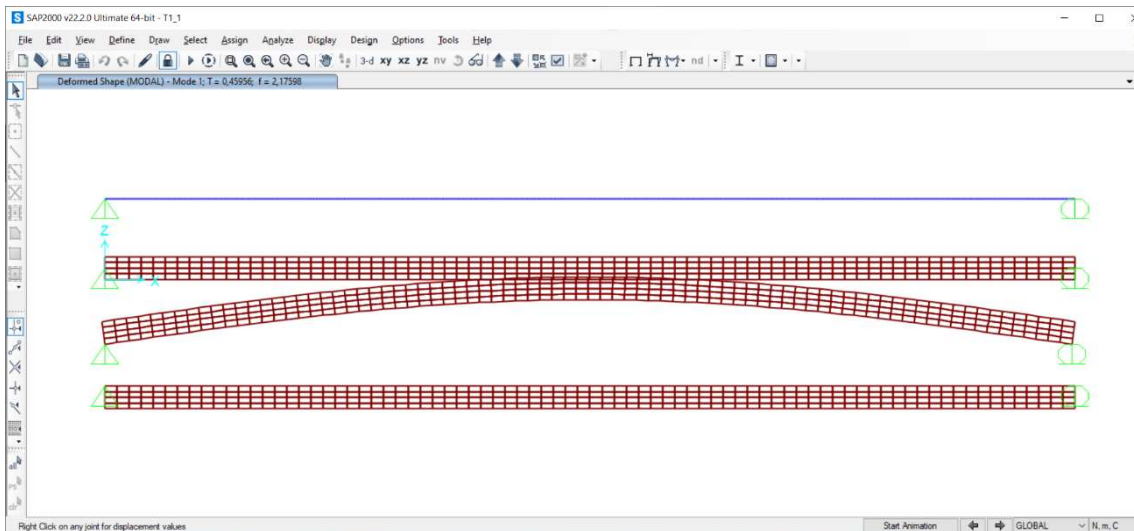 SAP2000 v22.2.0 Ultimate 64-bit - T1_1
File Edit View Define Draw Select Assign Analyze Display Design Options Tools Help
3-d xy xz yz nv nd
Deformed Shape (MODAL) - Mode 1; T = 0,45956; f = 2,17598
Z
X
all
Right Click on any joint for displacement values
Start Animation
GLOBAL
N, m, C